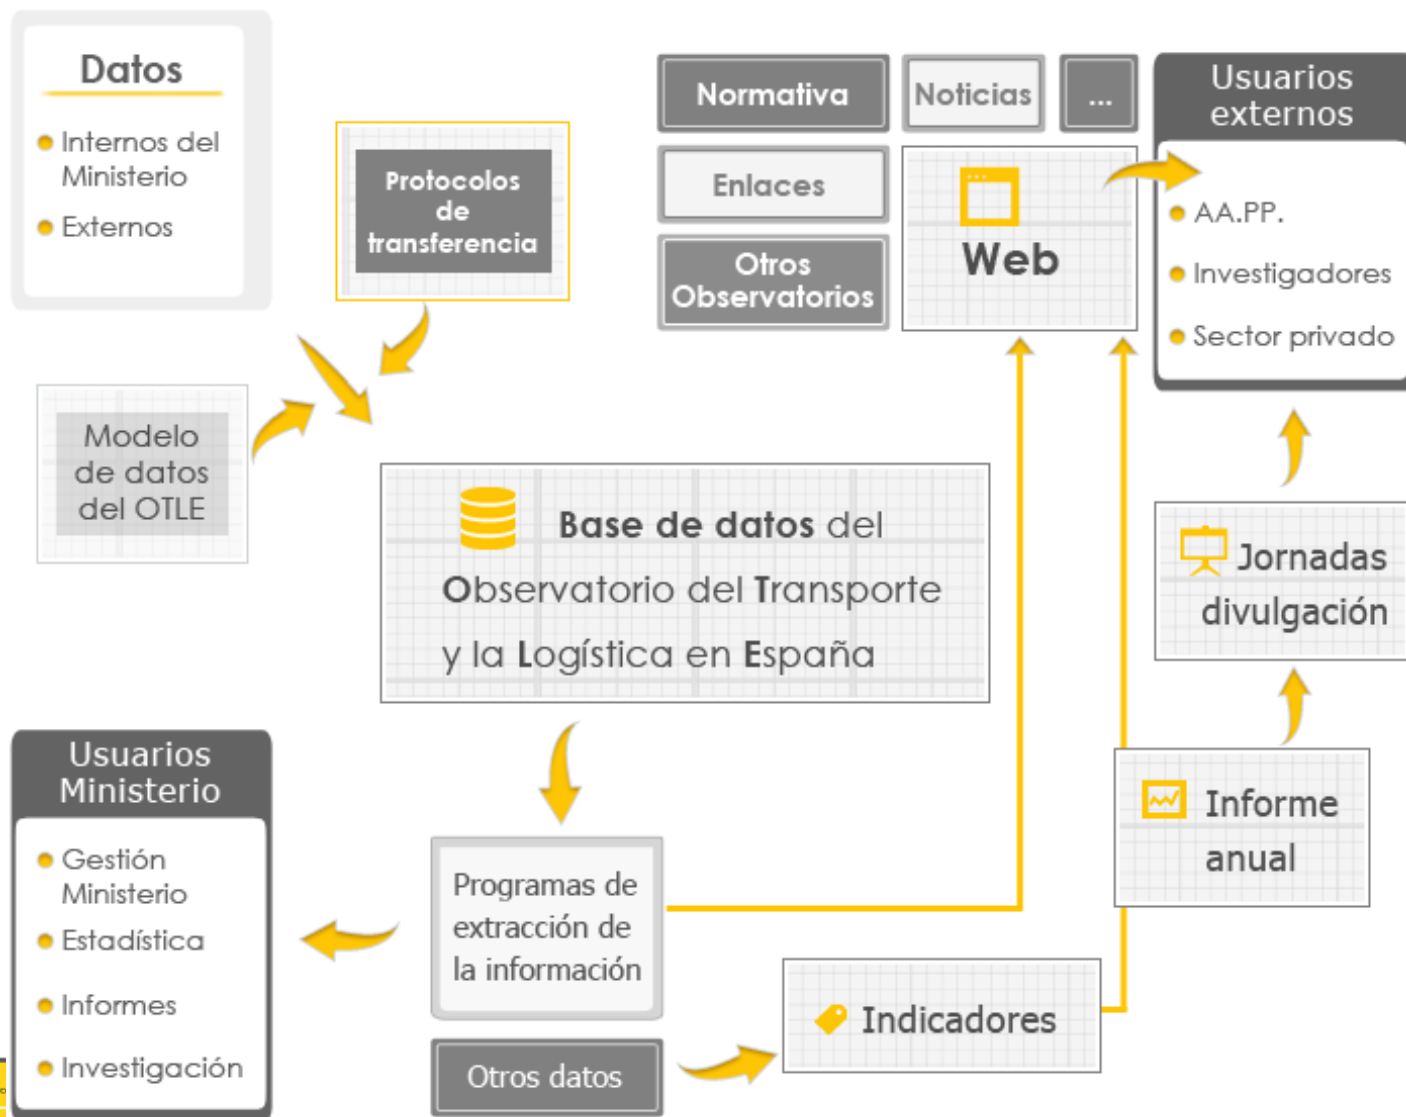 Datos
Internos del
Ministerio
Externos
Protocolos
de
transferencia
Modelo
de datos
del OTLE
Normativa
Noticias
...
Enlaces
Otros
Observatorios
Web
Usuarios
externos
AA.PP.
Investigadores
Sector privado
Base de datos del
Observatorio del Transporte
y la Logística en España
Jornadas
divulgación
Informe
anual
Usuarios
Ministerio
Gestión
Ministerio
Estadística
Informes
Investigación
Programas de
extracción de
la información
Otros datos
Indicadores